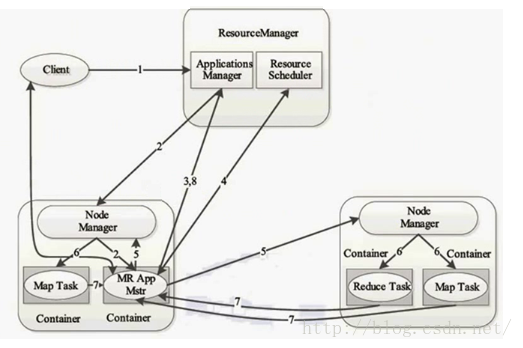 ResourceManager
Applications
Manager
Resource
Scheduler
Client
1
2
3,8
4
Node
Manager
6
2
5
5
Map Task
7
MR App
Mstr
Container
Container
Node
Manager
Container
6
6
Container
Reduce Task
Map Task
7
7
http://blog.csdn.net/